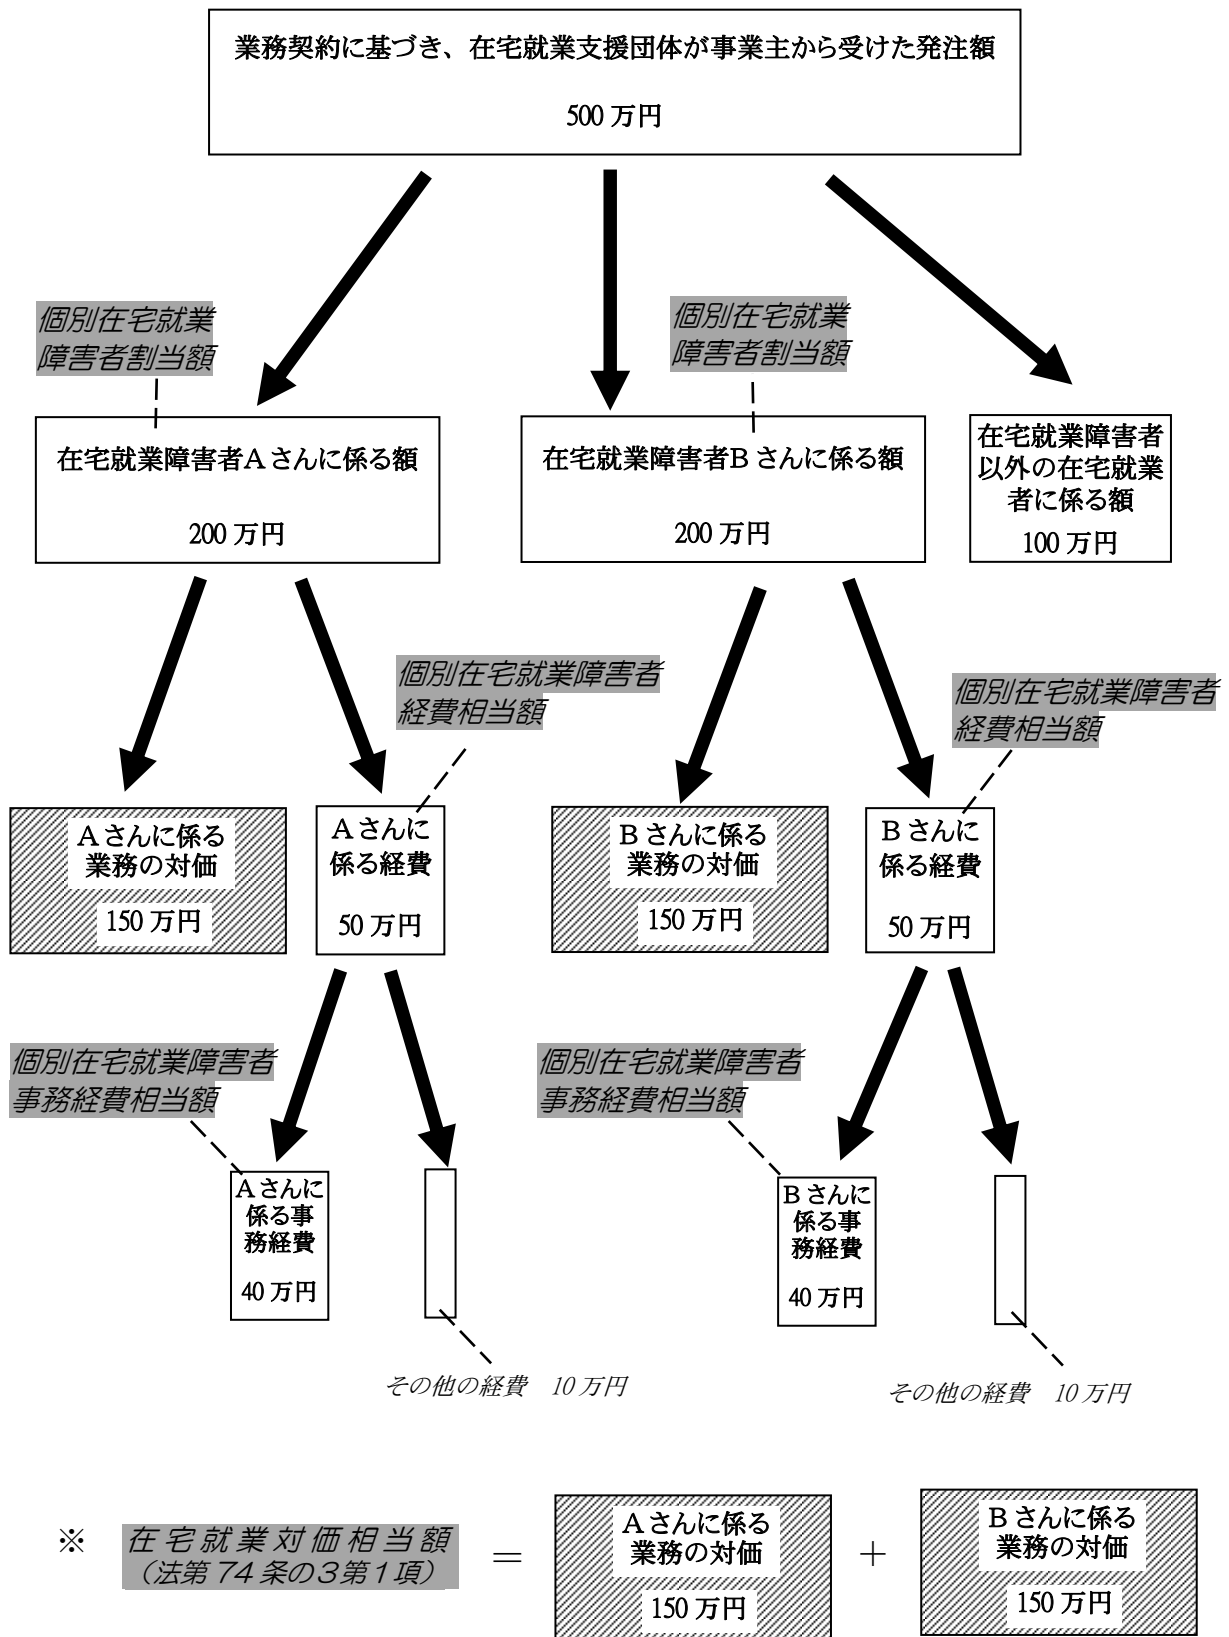 業務契約に基づき、在宅就業支援団体が事業主から受けた発注額
500 万円
個別在宅就業
障害者割当額
個別在宅就業
障害者割当額
在宅就業障害者Aさんに係る額
200 万円
在宅就業障害者Bさんに係る額
200 万円
在宅就業障害者
以外の在宅就業
者に係る額
100 万円
個別在宅就業障害者
経費相当額
個別在宅就業障害者
経費相当額
Aさんに係る
業務の対価
150 万円
Aさんに
係る経費
50 万円
Bさんに係る
業務の対価
150 万円
Bさんに
係る経費
50 万円
個別在宅就業障害者
事務経費相当額
個別在宅就業障害者
事務経費相当額
Aさんに
係る事
務経費
40 万円
Bさんに
係る事
務経費
40 万円
その他の経費　10 万円
その他の経費　10 万円
※ 在宅就業対価相当額
（法第 74 条の３第１項）
＝
Aさんに係る
業務の対価
150 万円
＋
Bさんに係る
業務の対価
150 万円